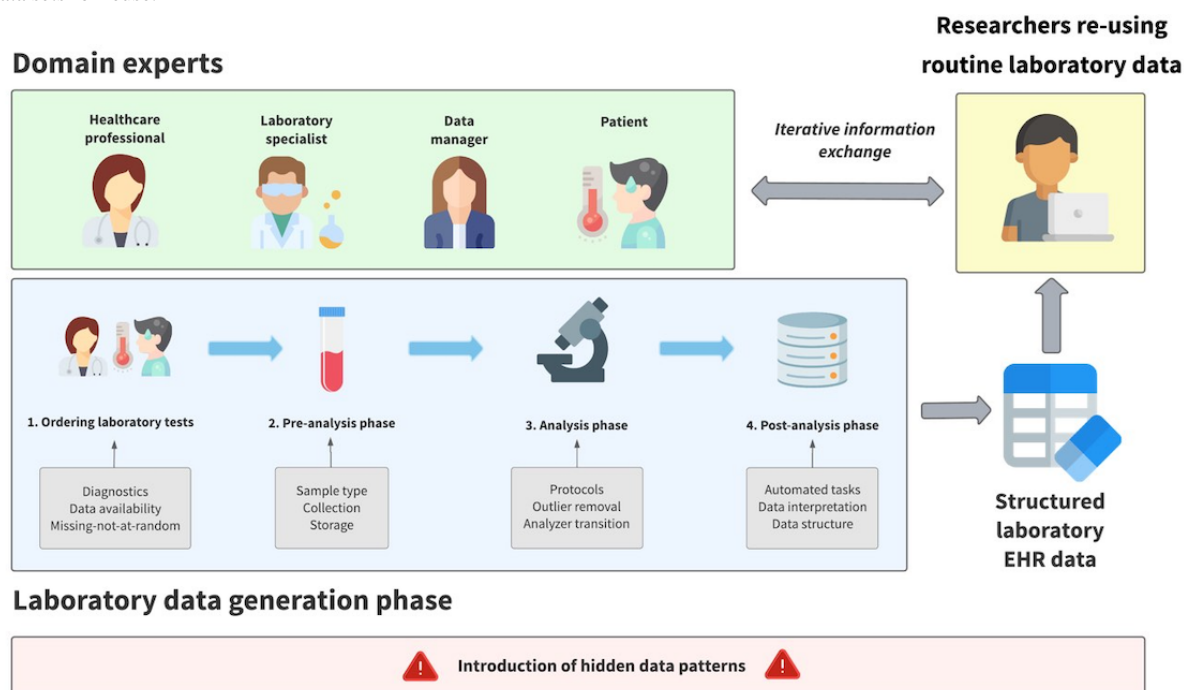 Researchers re-using
routine laboratory data
Domain experts
Healthcare
professional
Laboratory
specialist
Data
manager
Patient
Iterative information
exchange
1. Ordering laboratory tests
2. Pre-analysis phase
3. Analysis phase
4. Post-analysis phase
Diagnostics
Data availability
Missing-not-at-random
Sample type
Collection
Storage
Protocols
Outlier removal
Analyzer transition
Automated tasks
Data interpretation
Data structure
Structured
laboratory
EHR data
Laboratory data generation phase
Introduction of hidden data patterns